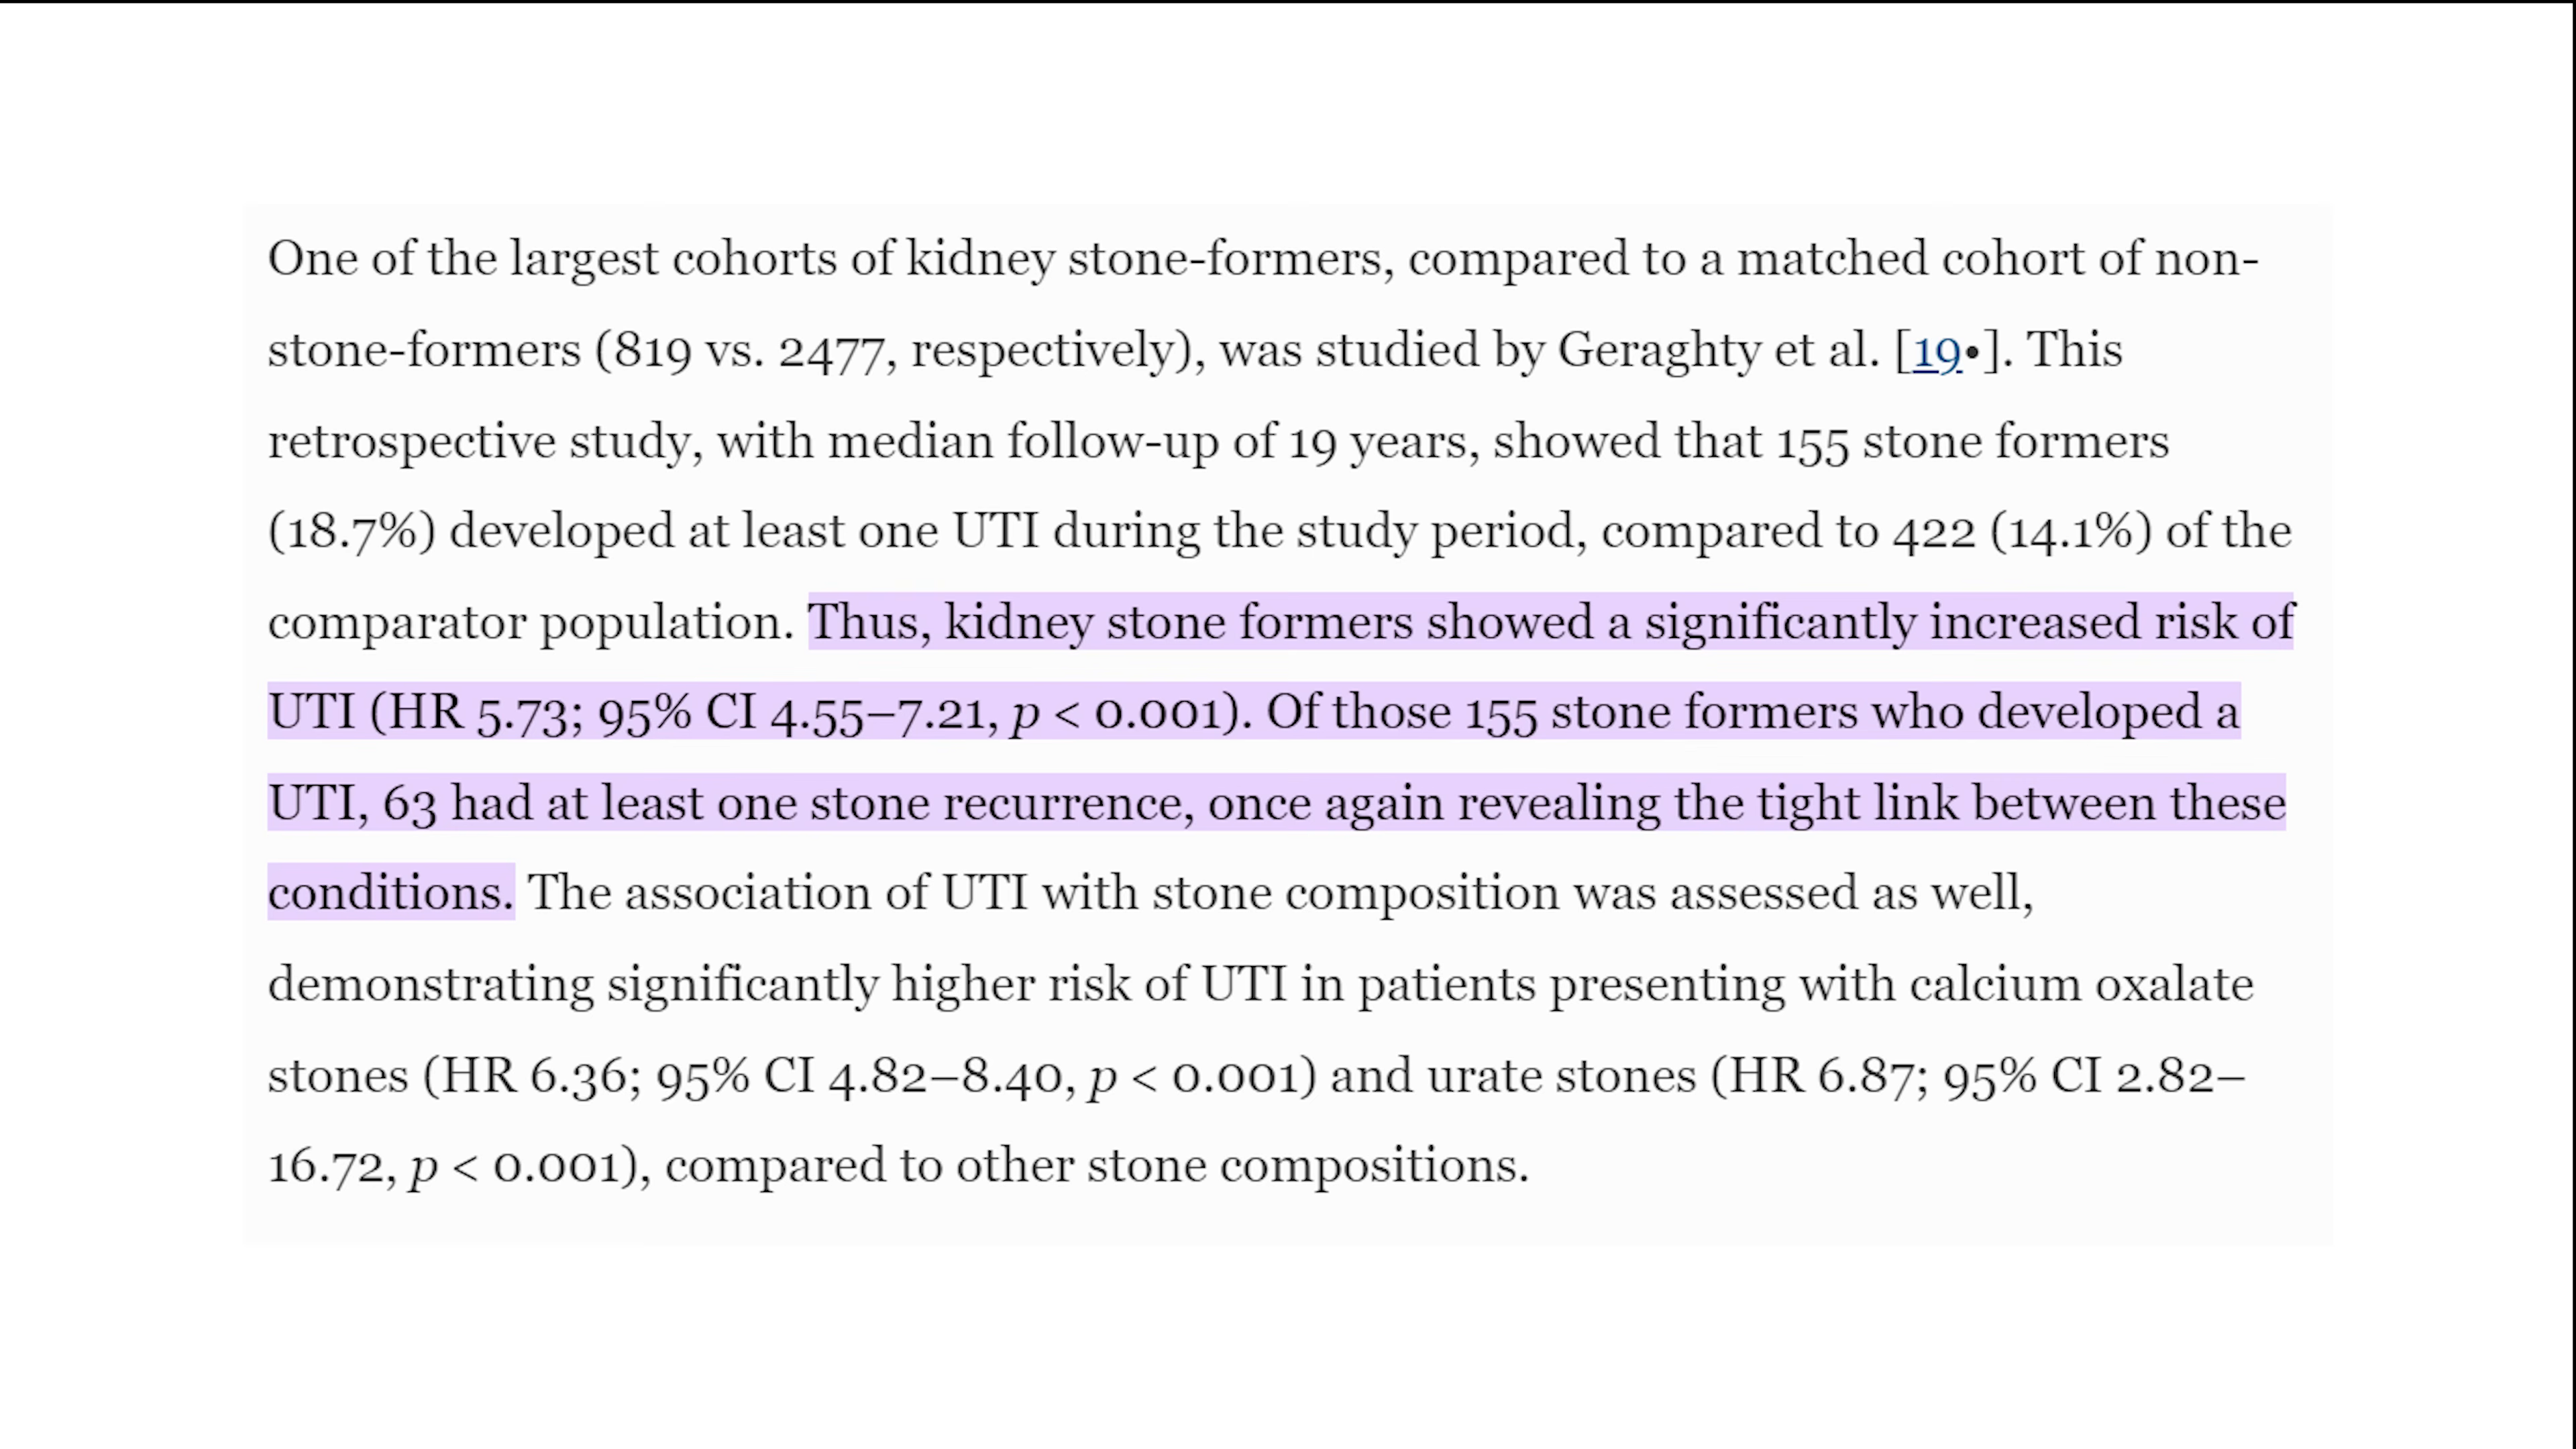 One of the largest cohorts of kidney stone-formers, compared to a matched cohort of non-
stone-formers (819 vs. 2477, respectively), was studied by Geraghty et al. [19•]. This
retrospective study, with median follow-up of 19 years, showed that 155 stone formers
(18.7%) developed at least one UTI during the study period, compared to 422 (14.1%) of the
comparator population. Thus, kidney stone formers showed a significantly increased risk of
UTI (HR 5.73; 95% CI 4.55–7.21, p < 0.001). Of those 155 stone formers who developed a
UTI, 63 had at least one stone recurrence, once again revealing the tight link between these
conditions. The association of UTI with stone composition was assessed as well,
demonstrating significantly higher risk of UTI in patients presenting with calcium oxalate
stones (HR 6.36; 95% CI 4.82–8.40, p < 0.001) and urate stones (HR 6.87; 95% CI 2.82–
16.72, p < 0.001), compared to other stone compositions.